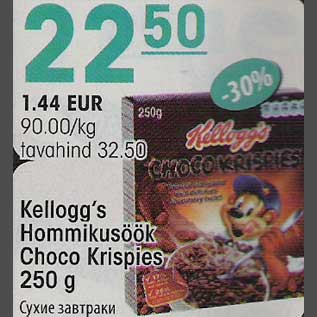 22 50
-30%
1.44 EUR
90.00/kg
tavahind 32.50
250g
Kellogg's
CHOCO KRISPIES
Kellogg's
Hommikusöök
Choco Krispies
250 g
Сухие завтраки